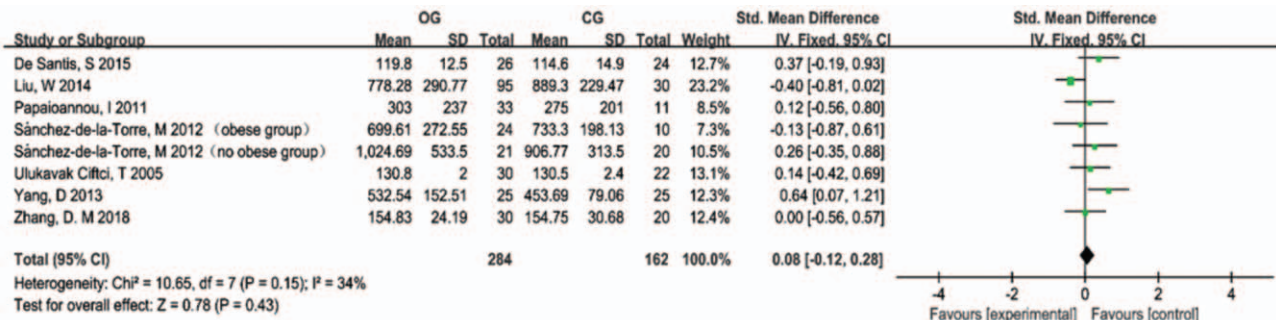 OG CG Std. Mean Difference Std. Mean Difference
Study or Subgroup Mean SD Total Mean SD Total Weight IV. Fixed. 95% CI IV. Fixed. 95% CI
De Santis, S 2015 119.8 12.5 26 114.6 14.9 24 12.7% 0.37 [-0.19, 0.93]
Liu, W 2014 778.28 290.77 95 889.3 229.47 30 23.2% -0.40 [-0.81, 0.02]
Papaioannou, I 2011 303 237 33 275 201 11 8.5% 0.12 [-0.56, 0.80]
Sánchez-de-la-Torre, M 2012 （obese group） 699.61 272.55 24 733.3 198.13 10 7.3% -0.13 [-0.87, 0.61]
Sánchez-de-la-Torre, M 2012（no obese group） 1,024.69 533.5 21 906.77 313.5 20 10.5% 0.26 [-0.35, 0.88]
Ulukavak Ciftci, T 2005 130.8 2 30 130.5 2.4 22 13.1% 0.14 [-0.42, 0.69]
Yang, D 2013 532.54 152.51 25 453.69 79.06 25 12.3% 0.64 [0.07, 1.21]
Zhang, D. M 2018 154.83 24.19 30 154.75 30.68 20 12.4% 0.00 [-0.56, 0.57]
Total (95% CI) 284 162 100.0% 0.08 [-0.12, 0.28]
Heterogeneity: Chi² = 10.65, df = 7 (P = 0.15); I² = 34%
Test for overall effect: Z = 0.78 (P = 0.43)
-4 -2 0 2 4
Favours [experimental] Favours [control]